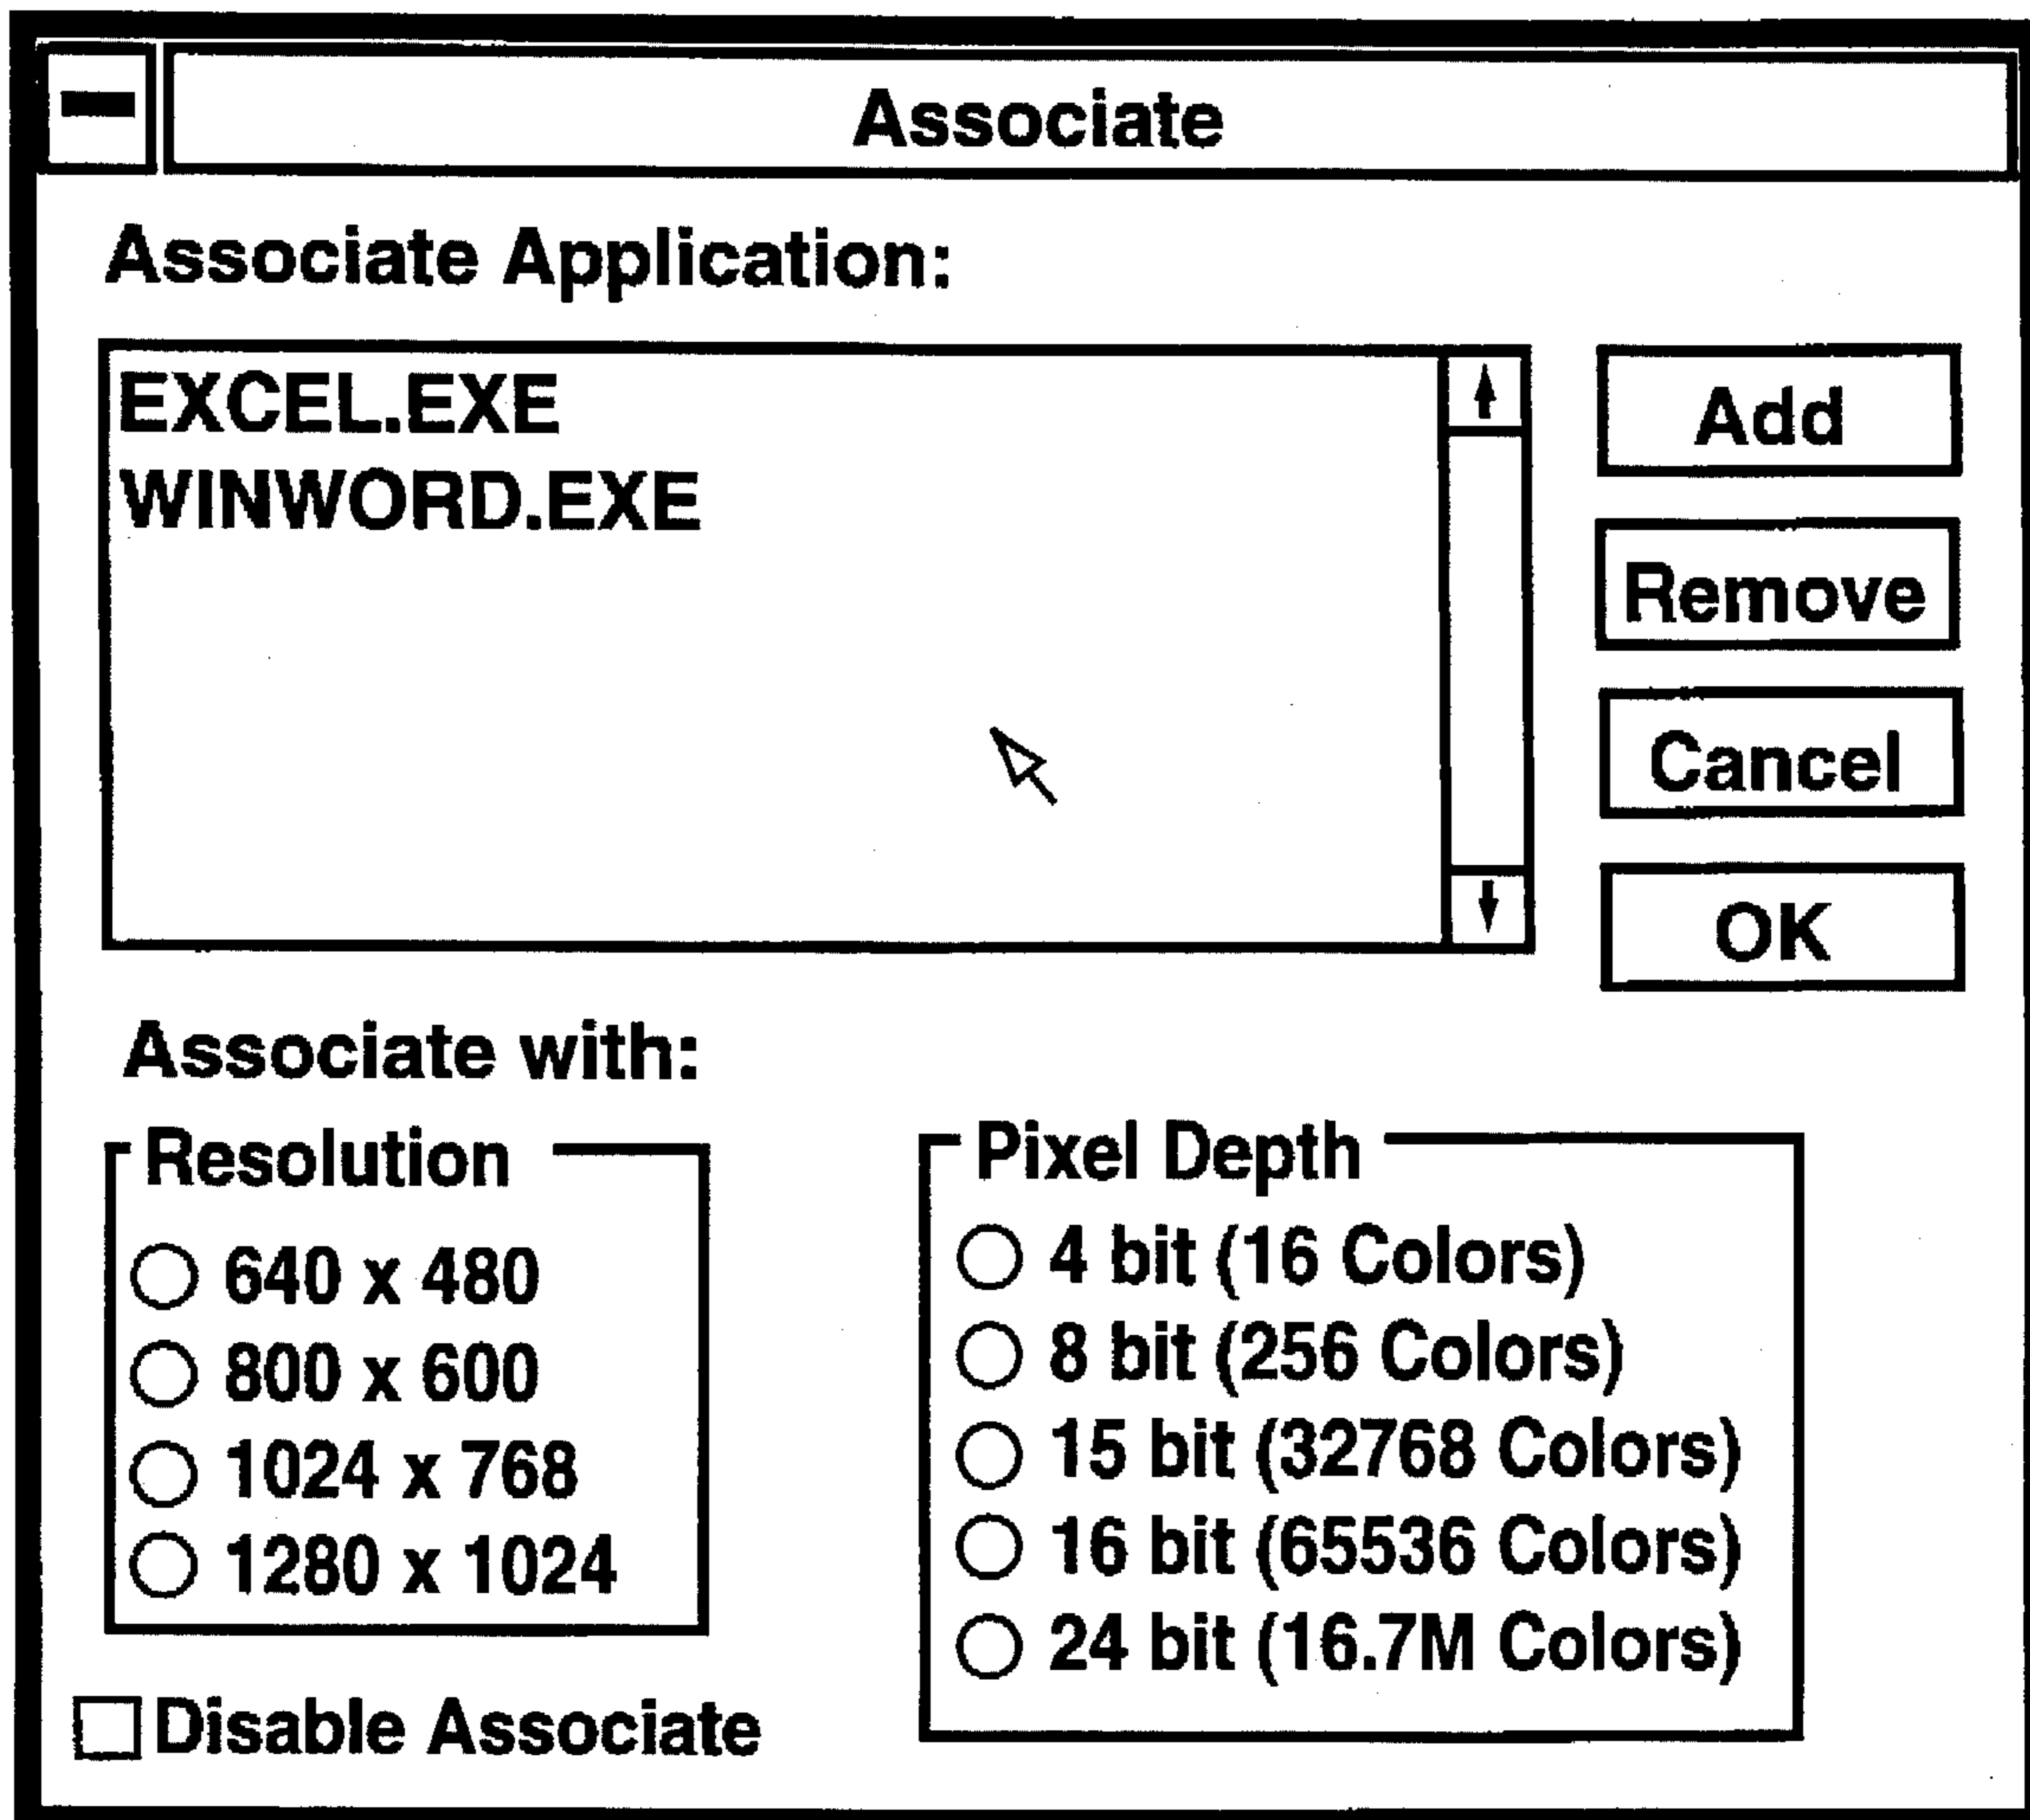 Associate
Associate Application:
EXCEL.EXE
WINWORD.EXE
Add
Remove
Cancel
OK
Associate with:
Resolution
640 x 480
800 x 600
1024 x 768
1280 x 1024
Pixel Depth
4 bit (16 Colors)
8 bit (256 Colors)
15 bit (32768 Colors)
16 bit (65536 Colors)
24 bit (16.7M Colors)
Disable Associate